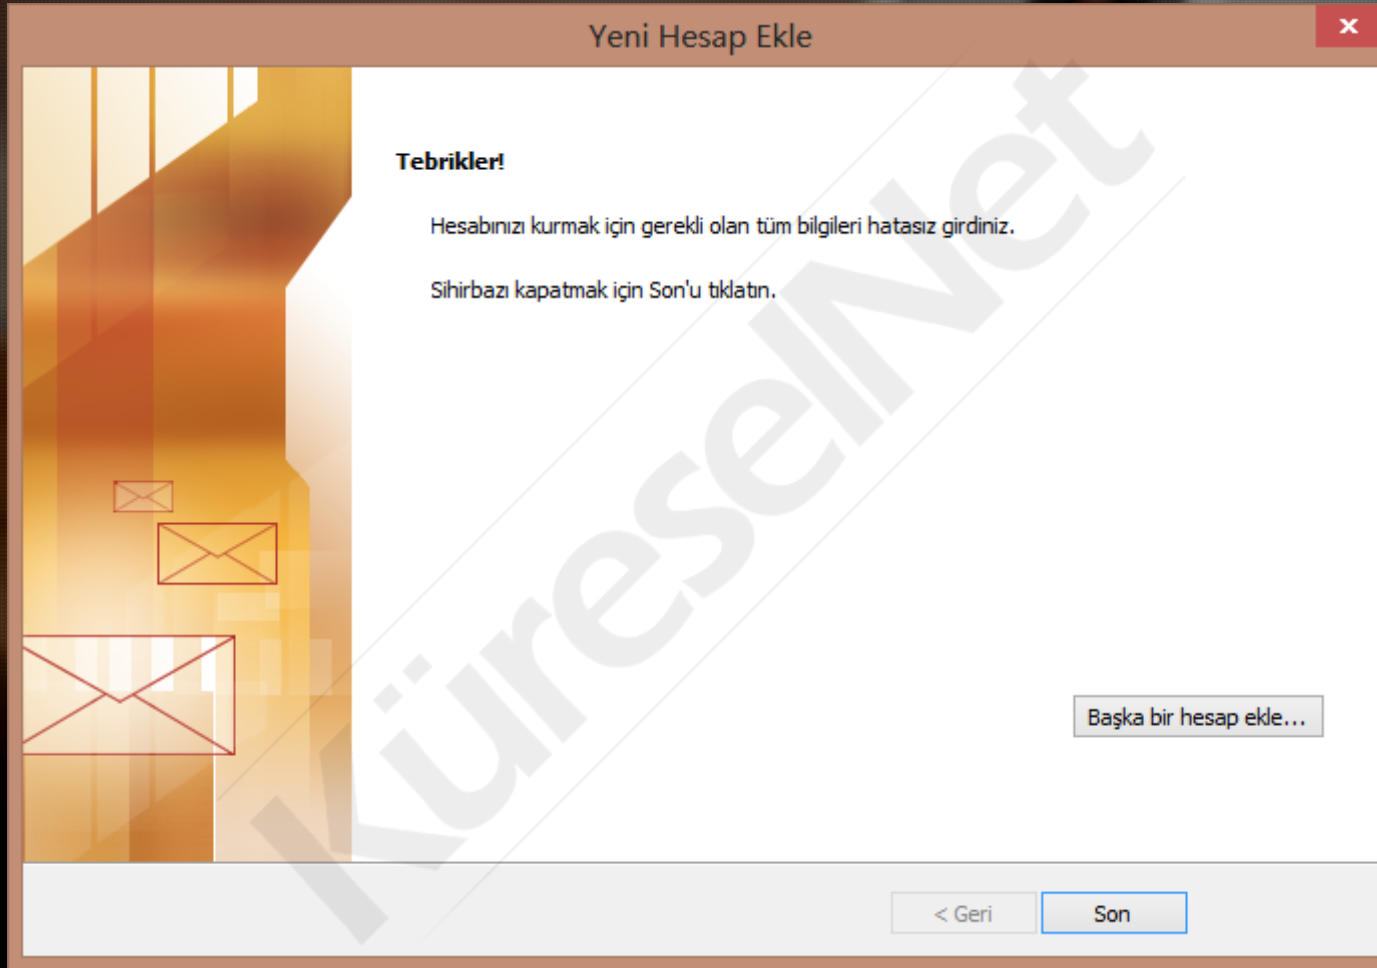 Yeni Hesap Ekle
x
Tebrikler!
Hesabınızı kurmak için gerekli olan tüm bilgileri hatasız girdiniz.
Sihirbazı kapatmak için Son'u tıklatın.
KüreselNet
Başka bir hesap ekle...
< Geri
Son